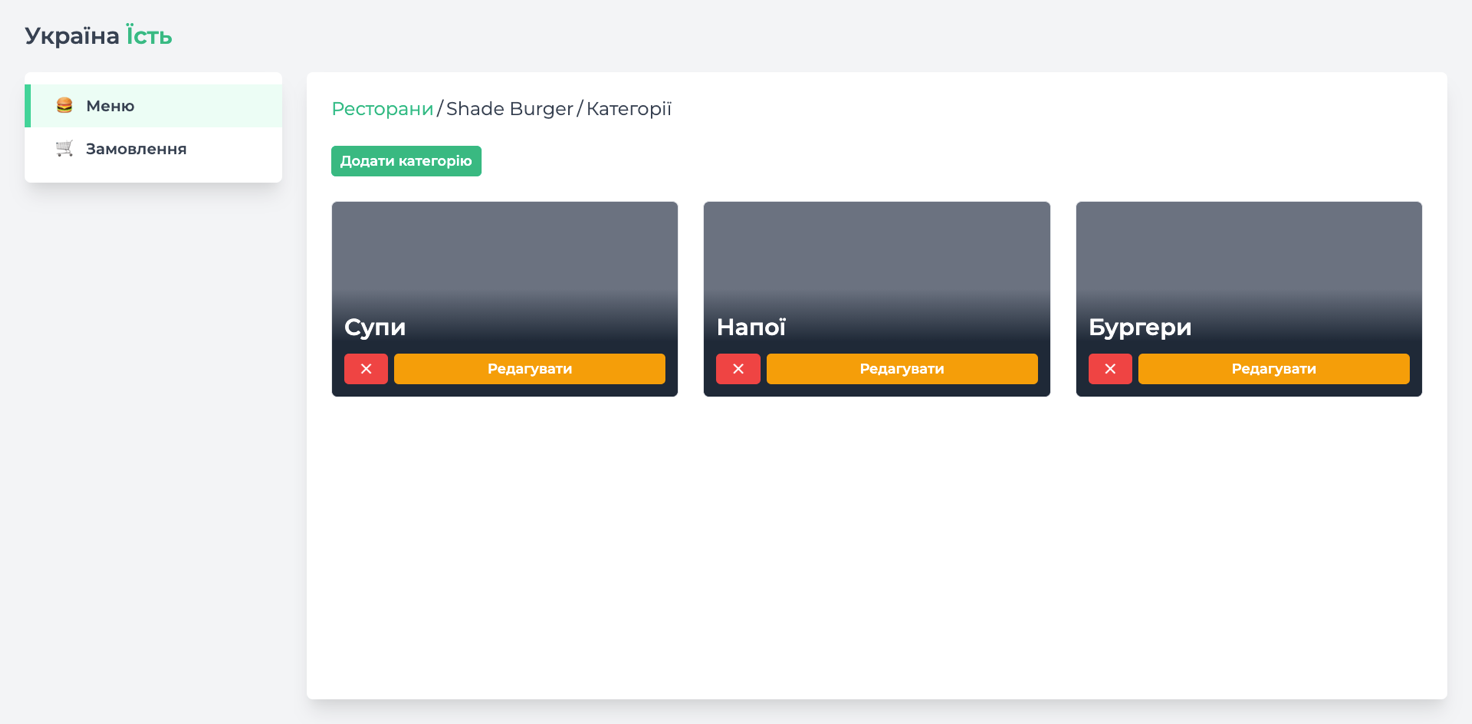 Україна Їсть
Меню
Замовлення
Ресторани / Shade Burger / Категорії
Додати категорію
Супи
Редагувати
Напої
Редагувати
Бургери
Редагувати